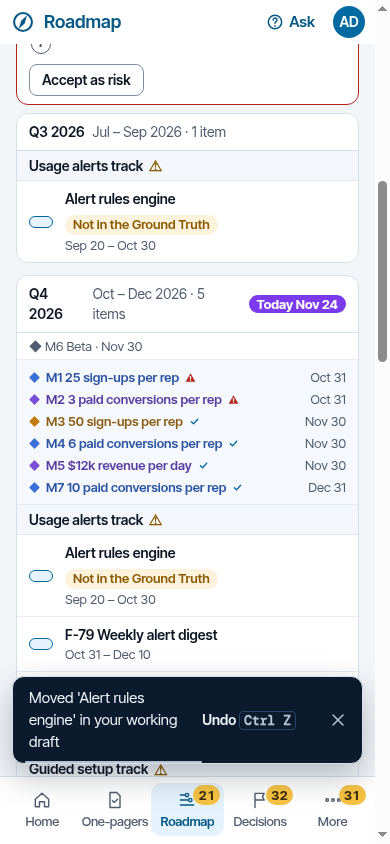 Roadmap
Ask
AD
Accept as risk
Q3 2026 Jul – Sep 2026 · 1 item
Usage alerts track
Alert rules engine
Not in the Ground Truth
Sep 20 – Oct 30
Q4 2026 Oct – Dec 2026 · 5 items
Today Nov 24
M6 Beta · Nov 30
M1 25 sign-ups per rep Oct 31
M2 3 paid conversions per rep Oct 31
M3 50 sign-ups per rep Nov 30
M4 6 paid conversions per rep Nov 30
M5 $12k revenue per day Nov 30
M7 10 paid conversions per rep Dec 31
Usage alerts track
Alert rules engine
Not in the Ground Truth
Sep 20 – Oct 30
F-79 Weekly alert digest
Oct 31 – Dec 10
Moved 'Alert rules
engine' in your working
draft
Undo Ctrl Z
Guided setup track
21
32
31
Home
One-pagers
Roadmap
Decisions
More